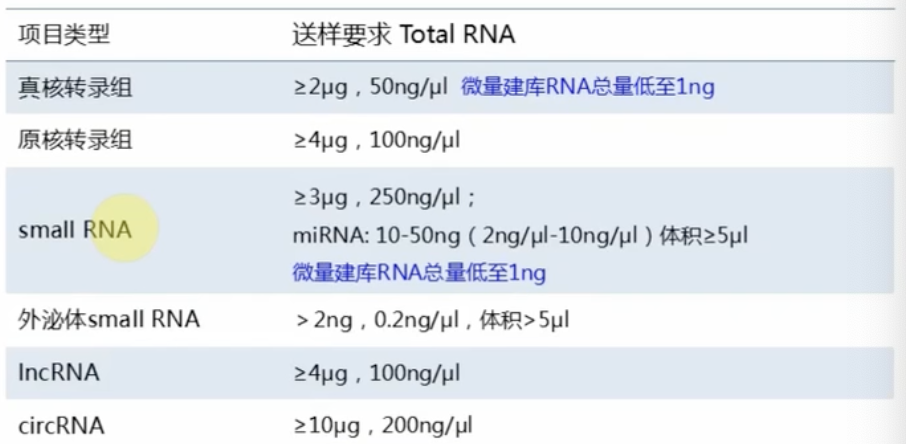 项目类型 送样要求 Total RNA
真核转录组 ≥2μg，50ng/μl 微量建库RNA总量低至1ng
原核转录组 ≥4μg，100ng/μl
≥3μg，250ng/μl；
small RNA miRNA: 10-50ng（2ng/μl-10ng/μl）体积≥5μl
微量建库RNA总量低至1ng
外泌体small RNA ＞2ng，0.2ng/μl，体积>5μl
lncRNA ≥4μg，100ng/μl
circRNA ≥10μg，200ng/μl